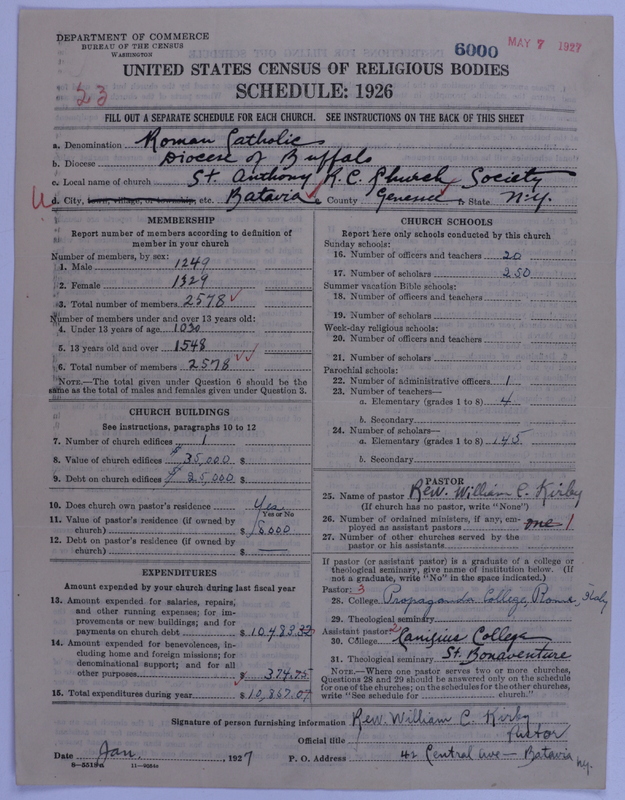 DEPARTMENT OF COMMERCE
BUREAU OF THE CENSUS
WASHINGTON
6000
MAY 7 1927
UNITED STATES CENSUS OF RELIGIOUS BODIES
23
SCHEDULE: 1926
FILL OUT A SEPARATE SCHEDULE FOR EACH CHURCH. SEE INSTRUCTIONS ON THE BACK OF THIS SHEET
a. Denomination Roman Catholic
b. Diocese Diocese of Buffalo
c. Local name of church St. Anthony R.C. Church Society
U d. City, town, village, or township, etc. Batavia County Genesee State N.Y.
MEMBERSHIP
Report number of members according to definition of
member in your church
Number of members, by sex:
1. Male 1249
2. Female 1329
3. Total number of members 2578
Number of members under and over 13 years old:
4. Under 13 years of age 1030
5. 13 years old and over 1548
6. Total number of members 2578
NOTE.—The total given under Question 6 should be the
same as the total of males and females given under Question 3.
CHURCH BUILDINGS
See instructions, paragraphs 10 to 12
7. Number of church edifices 1
8. Value of church edifices $35,000 $
9. Debt on church edifices $25,000 $
10. Does church own pastor's residence Yes
Yes or No
11. Value of pastor's residence (if owned by
church) $ 8000
12. Debt on pastor's residence (if owned by
church) $ —
EXPENDITURES
Amount expended by your church during last fiscal year
13. Amount expended for salaries, repairs,
and other running expenses; for im-
provements or new buildings; and for
payments on church debt $ 10,483.32
14. Amount expended for benevolences, in-
cluding home and foreign missions; for
denominational support; and for all
other purposes $ 374.75
15. Total expenditures during year $ 10,867.07
CHURCH SCHOOLS
Report here only schools conducted by this church
Sunday schools:
16. Number of officers and teachers 20
17. Number of scholars 250
Summer vacation Bible schools:
18. Number of officers and teachers
19. Number of scholars
Week-day religious schools:
20. Number of officers and teachers
21. Number of scholars
Parochial schools:
22. Number of administrative officers 1
23. Number of teachers—
a. Elementary (grades 1 to 8) 4
b. Secondary
24. Number of scholars—
a. Elementary (grades 1 to 8) 145
b. Secondary
PASTOR
25. Name of pastor Rev. William C. Kirby
(If church has no pastor, write "None")
26. Number of ordained ministers, if any, em-
ployed as assistant pastors one 1
27. Number of other churches served by the
pastor or his assistants
If pastor (or assistant pastor) is a graduate of a college or
theological seminary, give name of institution below. (If
not a graduate, write "No" in the space indicated.)
Pastor: 3
28. College Propaganda College, Rome, Italy
29. Theological seminary
Assistant pastor: 2
30. College Canisius College
31. Theological seminary St. Bonaventure
NOTE.—Where one pastor serves two or more churches,
Questions 28 and 29 should be answered only on the schedule
for one of the churches; on the schedules for the other churches,
write "See schedule for church."
Signature of person furnishing information Rev. William C. Kirby
Official title Pastor
Date Jan., 1927 P. O. Address 42 Central Ave — Batavia N.Y.
8—5518a 11—9264a